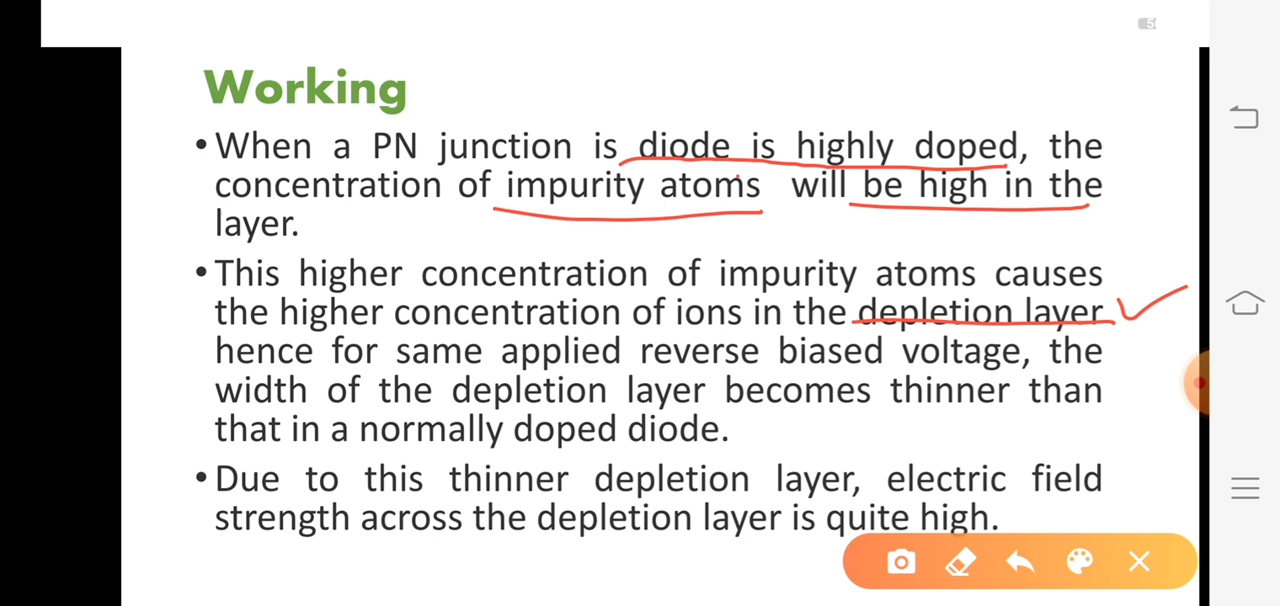 5
Working
•When a PN junction is diode is highly doped, the
concentration of impurity atoms will be high in the
layer.
•This higher concentration of impurity atoms causes
the higher concentration of ions in the depletion layer
hence for same applied reverse biased voltage, the
width of the depletion layer becomes thinner than
that in a normally doped diode.
•Due to this thinner depletion layer, electric field
strength across the depletion layer is quite high.